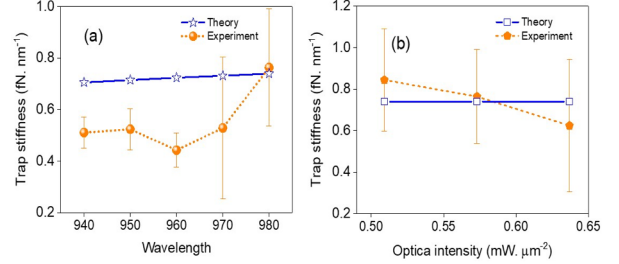 (a)
Theory
Experiment
Trap stiffness (fN. nm⁻¹)
1.0
0.8
0.6
0.4
0.2
940 950 960 970 980
Wavelength
(b)
Theory
Experiment
Trap stiffness (fN. nm⁻¹)
1.2
1.0
0.8
0.6
0.4
0.2
0.50 0.55 0.60 0.65
Optica intensity (mW. μm⁻²)